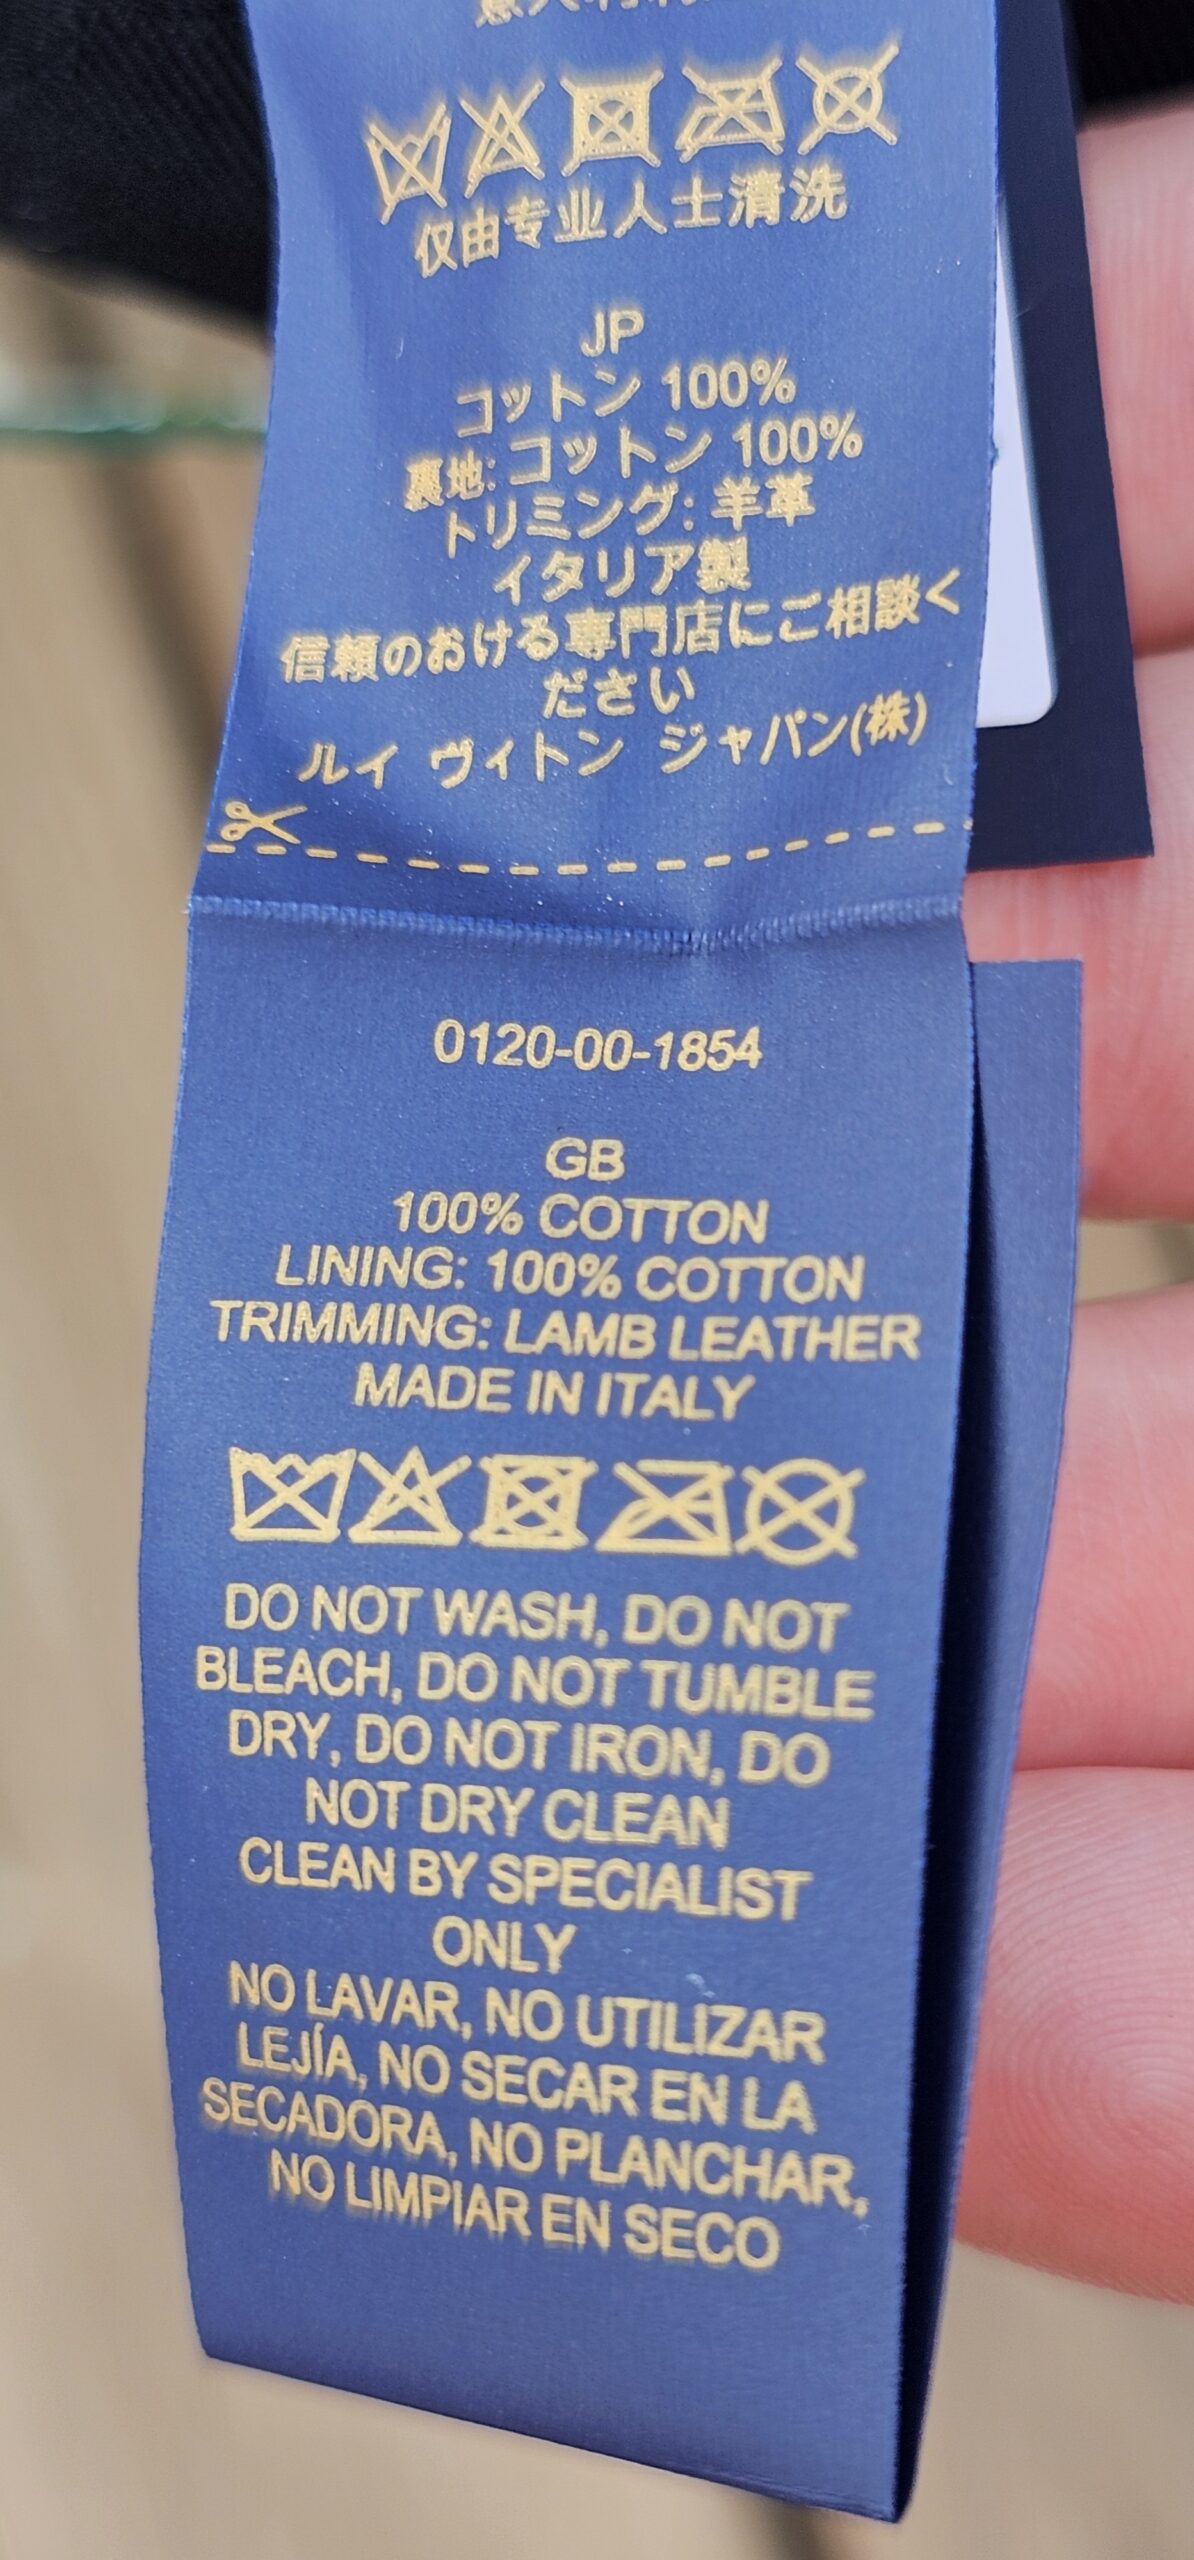 仅由专业人士清洗
JP
コットン 100%
裏地: コットン 100%
トリミング: 羊革
イタリア製
信頼のおける専門店にご相談く
ださい
ルイ ヴィトン ジャパン(株)
0120-00-1854
GB
100% COTTON
LINING: 100% COTTON
TRIMMING: LAMB LEATHER
MADE IN ITALY
DO NOT WASH, DO NOT
BLEACH, DO NOT TUMBLE
DRY, DO NOT IRON, DO
NOT DRY CLEAN
CLEAN BY SPECIALIST
ONLY
NO LAVAR, NO UTILIZAR
LEJÍA, NO SECAR EN LA
SECADORA, NO PLANCHAR,
NO LIMPIAR EN SECO